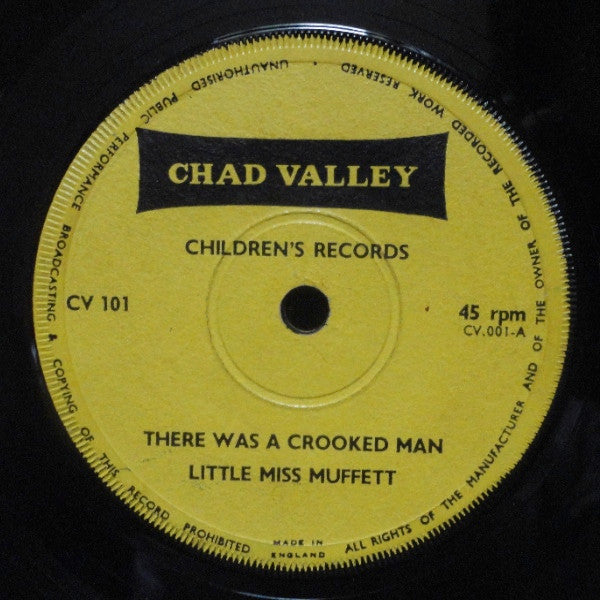 CHAD VALLEY
CHILDREN'S RECORDS
CV 101
45 rpm
CV.001-A
THERE WAS A CROOKED MAN
LITTLE MISS MUFFETT
MADE IN
ENGLAND
ALL RIGHTS OF THE MANUFACTURER AND OF THE OWNER OF THE RECORDED WORK RESERVED · UNAUTHORISED PUBLIC PERFORMANCE BROADCASTING & COPYING OF THIS RECORD PROHIBITED